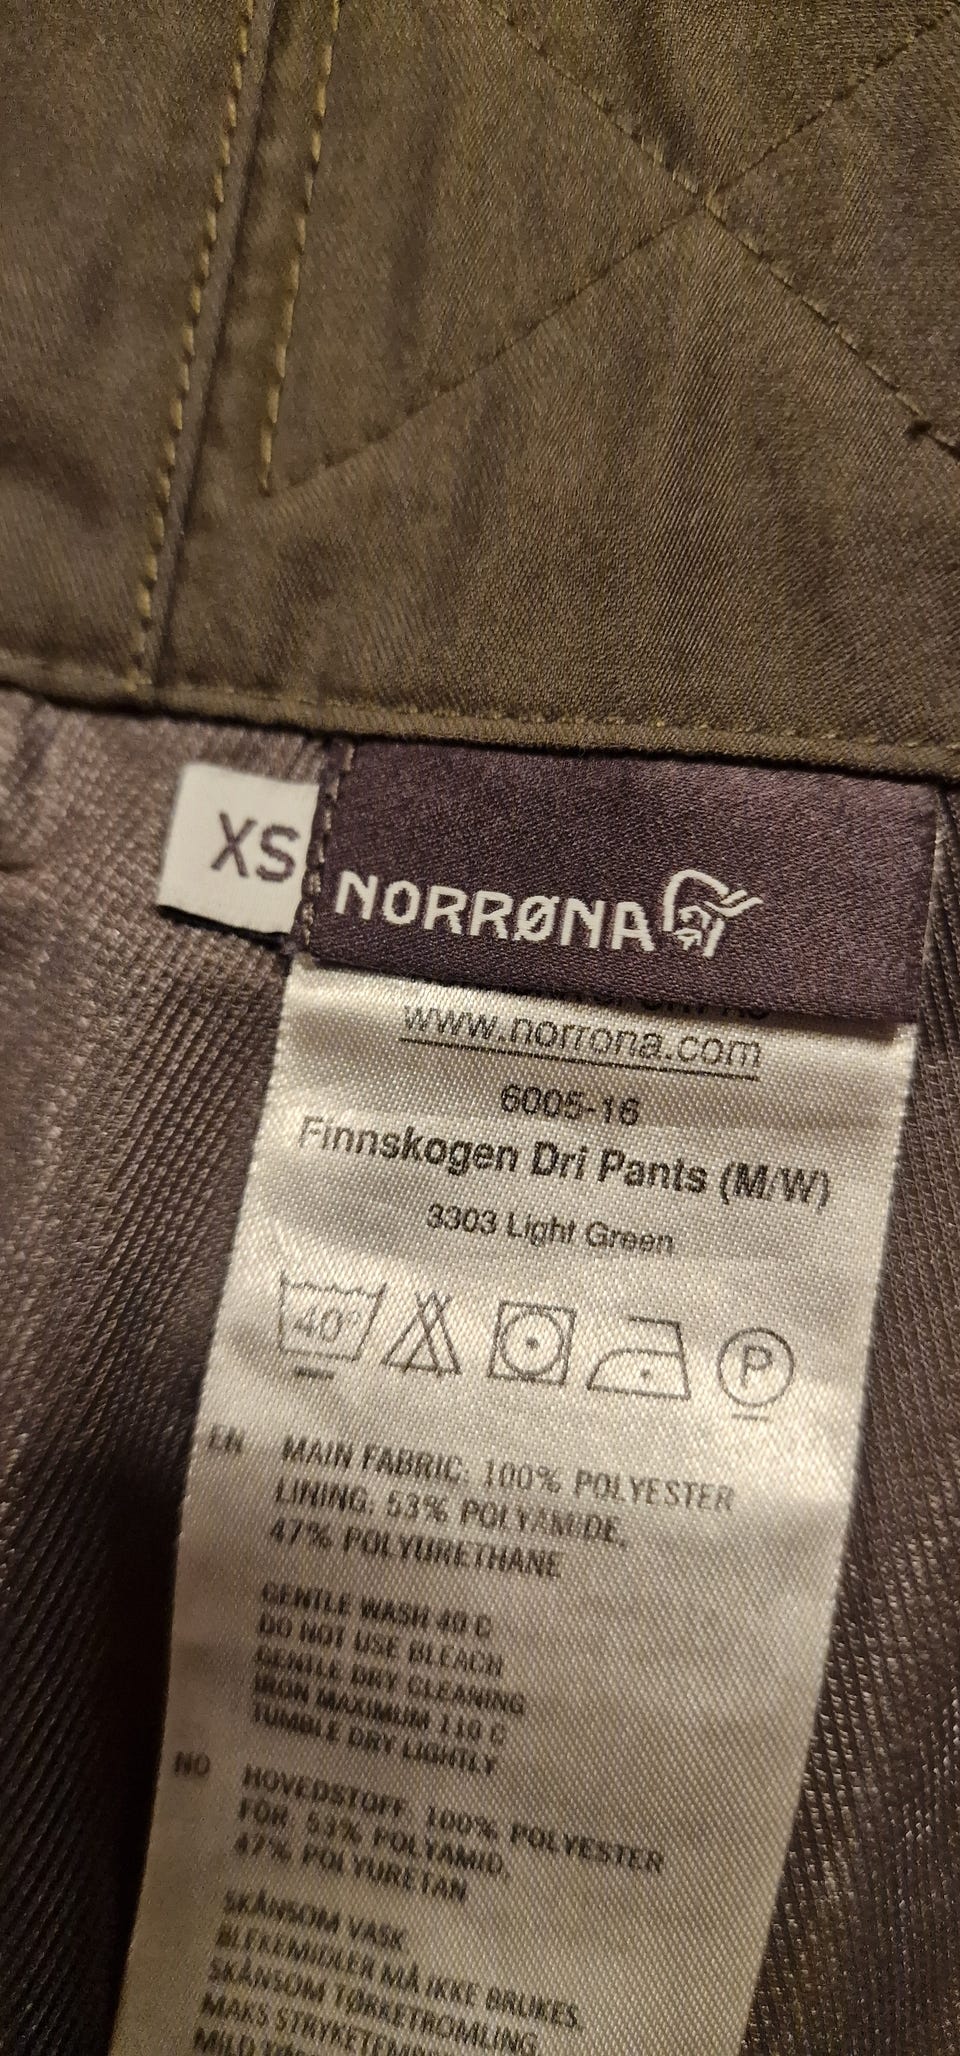 XS
NORRØNA
www.norrona.com
6005-16
Finnskogen Dri Pants (M/W)
3303 Light Green
40°
P
EN MAIN FABRIC: 100% POLYESTER
LINING: 53% POLYAMIDE,
47% POLYURETHANE
GENTLE WASH 40 C
DO NOT USE BLEACH
GENTLE DRY CLEANING
IRON MAXIMUM 110 C
TUMBLE DRY LIGHTLY
NO HOVEDSTOFF: 100% POLYESTER
FÔR: 53% POLYAMID,
47% POLYURETAN
SKÅNSOM VASK
BLEKEMIDLER MÅ IKKE BRUKES.
SKÅNSOM TØRKETROMLING
MAKS
MILD